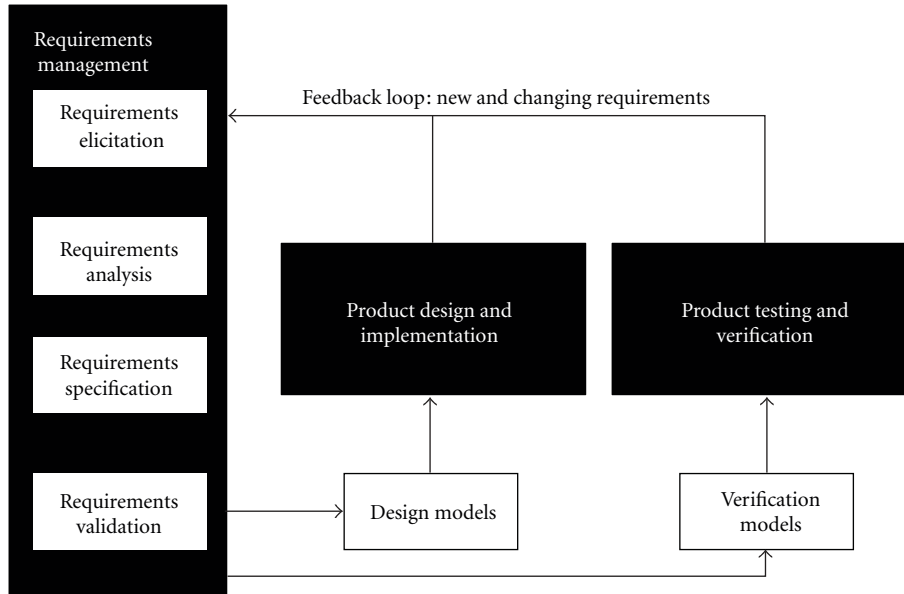 Requirements
management
Requirements
elicitation
Requirements
analysis
Requirements
specification
Requirements
validation
Feedback loop: new and changing requirements
Product design and
implementation
Product testing and
verification
Design models
Verification
models